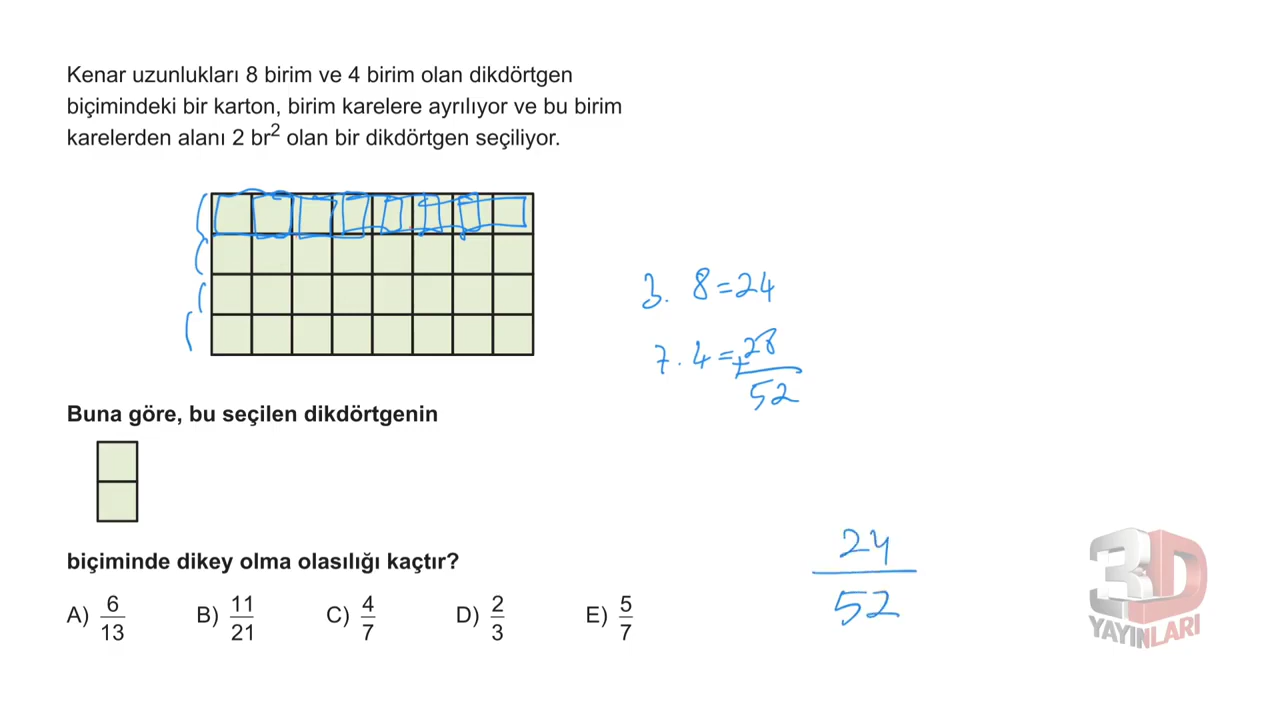 Kenar uzunlukları 8 birim ve 4 birim olan dikdörtgen
biçimindeki bir karton, birim karelere ayrılıyor ve bu birim
karelerden alanı 2 br² olan bir dikdörtgen seçiliyor.
3. 8=24
7. 4=+28
52
Buna göre, bu seçilen dikdörtgenin
biçiminde dikey olma olasılığı kaçtır?
A) 6/13 B) 11/21 C) 4/7 D) 2/3 E) 5/7
24/52
3D
YAYINLARI